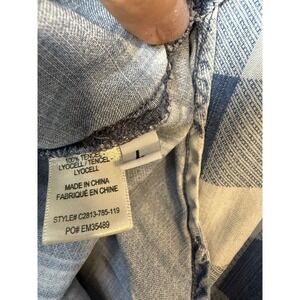 100% TENCEL
LYOCELL / TENCEL
LYOCELL
MADE IN CHINA
FABRIQUÉ EN CHINE
STYLE# C2813-785-119
PO# EM35489
L